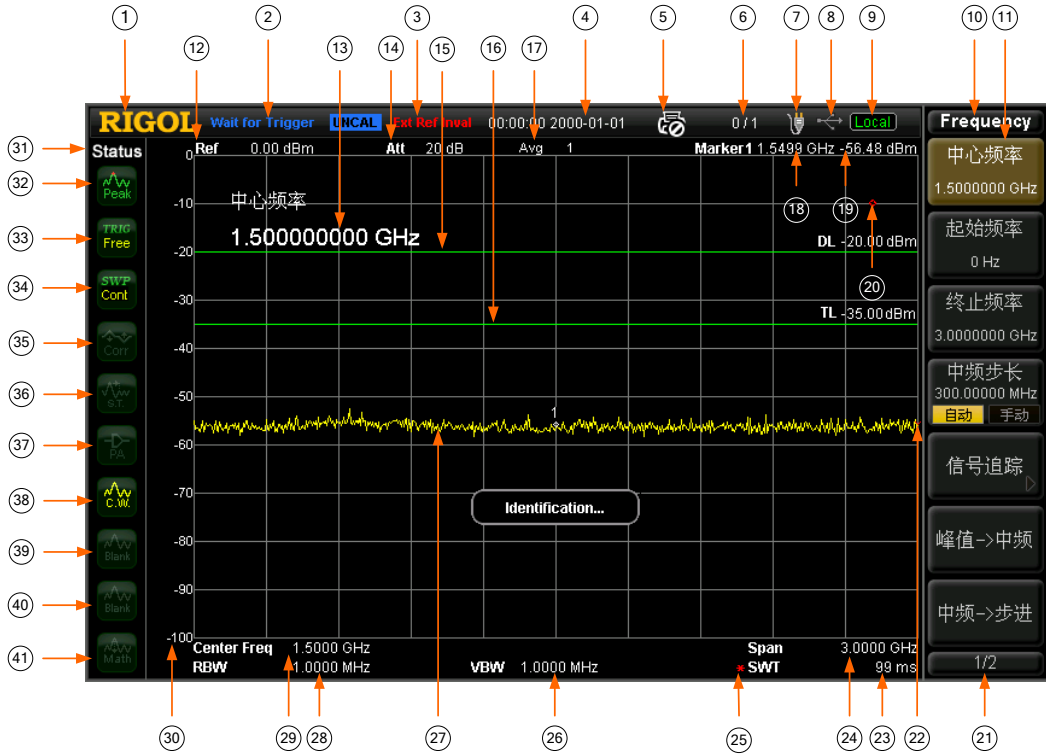 1 2 3 4 5 6 7 8 9 10 11
12 13 14 15 16 17
RIGOL Wait for Trigger UNCAL Ext Ref Inval 00:00:00 2000-01-01 0 / 1 Local Frequency
31 Status Ref 0.00 dBm Att 20 dB Avg 1 Marker1 1.5499 GHz -56.48 dBm
0
中心频率
1.5000000 GHz
32 Peak
-10
中心频率
1.500000000 GHz
18 19
起始频率
0 Hz
33 TRIG
Free
DL -20.00 dBm
-20
20
34 SWP
Cont
-30
TL -35.00 dBm
终止频率
3.0000000 GHz
35 Corr
-40
中频步长
300.00000 MHz
自动 手动
36 S.T.
-50
1
37 PA
-60
信号追踪
38 C.W.
-70
Identification...
39 Blank
-80
峰值->中频
40 Blank
-90
中频->步进
41 Math
-100
Center Freq 1.5000 GHz Span 3.0000 GHz
RBW 1.0000 MHz VBW 1.0000 MHz * SWT 99 ms
1/2
30 29 28 27 26 25 24 23 22 21